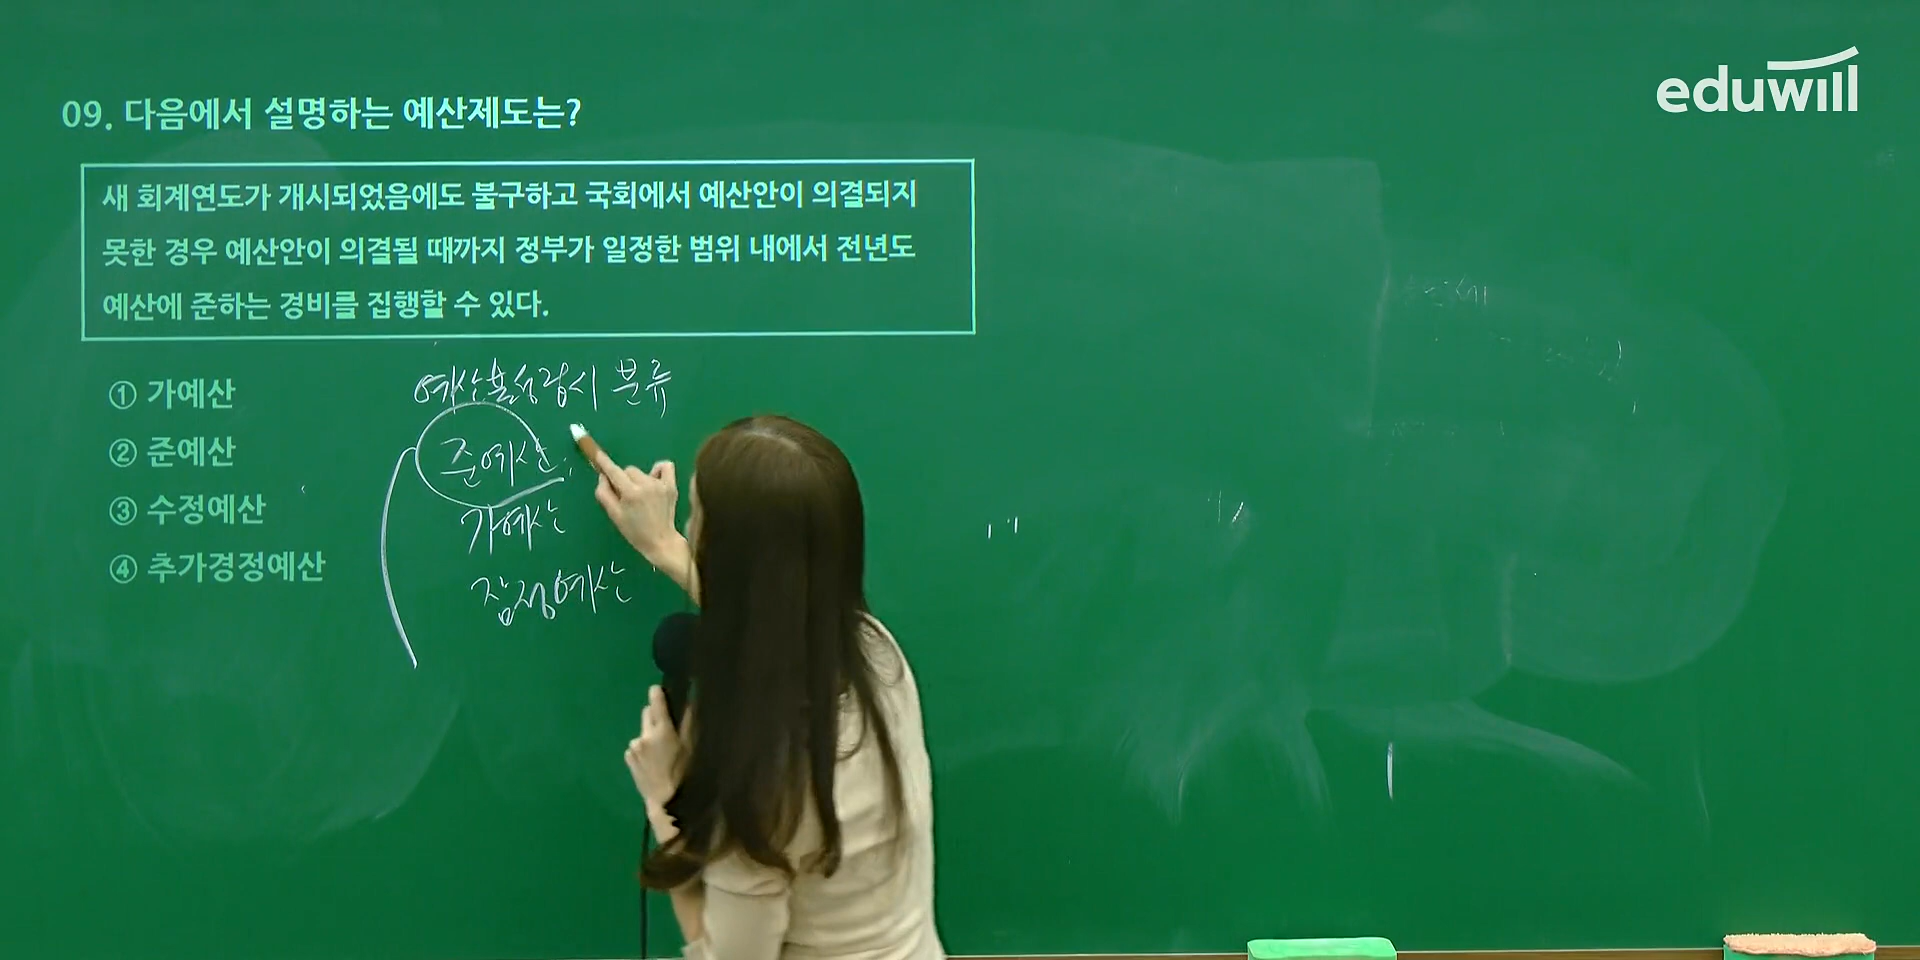 eduwill
09. 다음에서 설명하는 예산제도는?
새 회계연도가 개시되었음에도 불구하고 국회에서 예산안이 의결되지
못한 경우 예산안이 의결될 때까지 정부가 일정한 범위 내에서 전년도
예산에 준하는 경비를 집행할 수 있다.
① 가예산
② 준예산
③ 수정예산
④ 추가경정예산
예산불성립시 분류
준예산
가예산
잠정예산